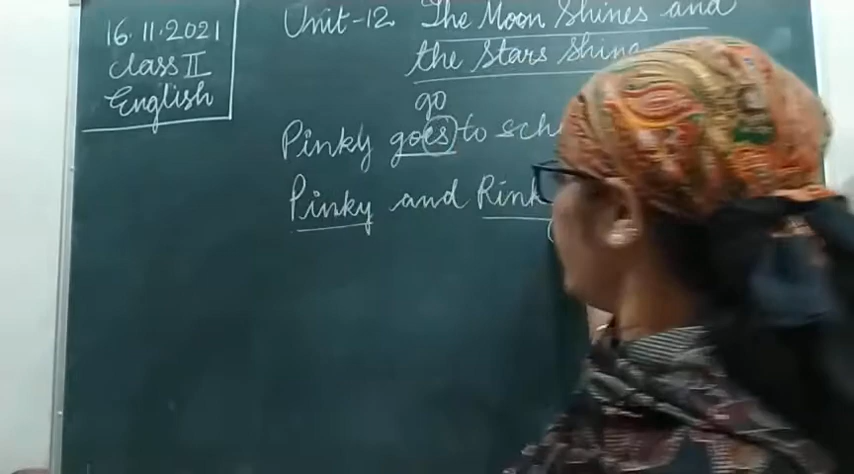 16.11.2021
class II
English
Unit-12 The Moon Shines and
the Stars Shine
go
Pinky goes to sch
Pinky and Rink